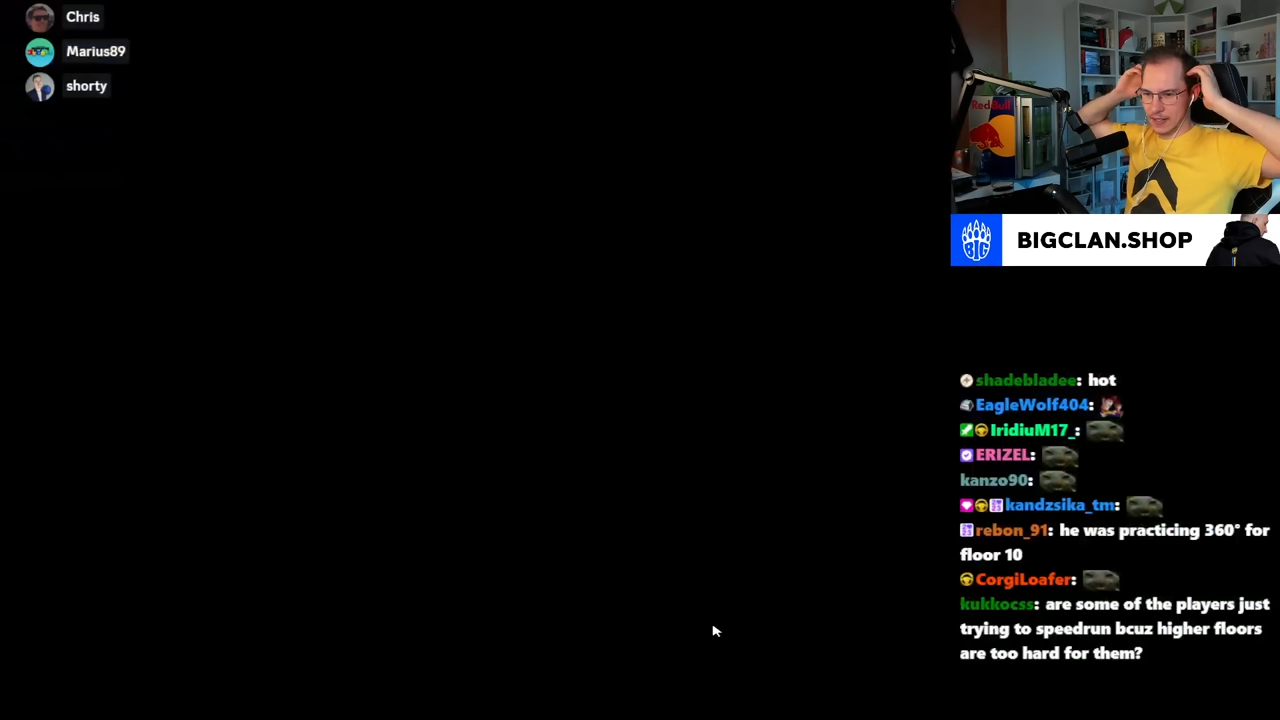 Chris
Marius89
shorty
RedBull
BIG
BIGCLAN.SHOP
shadebladee: hot
EagleWolf404:
IridiuM17_:
ERIZEL:
kanzo90:
kandzsika_tm:
rebon_91: he was practicing 360° for
floor 10
CorgiLoafer:
kukkocss: are some of the players just
trying to speedrun bcuz higher floors
are too hard for them?